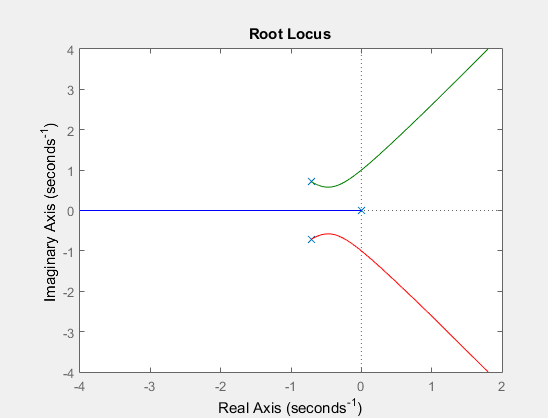 Root Locus
Imaginary Axis (seconds⁻¹)
4
3
2
1
0
-1
-2
-3
-4
-4 -3 -2 -1 0 1 2
Real Axis (seconds⁻¹)